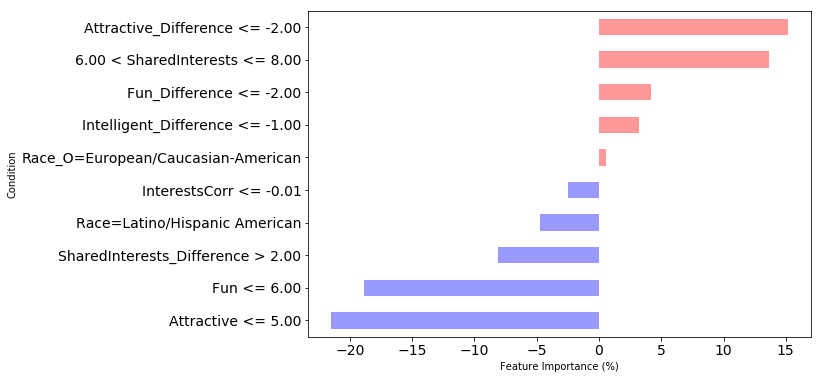 Attractive_Difference <= -2.00
6.00 < SharedInterests <= 8.00
Fun_Difference <= -2.00
Intelligent_Difference <= -1.00
Race_O=European/Caucasian-American
InterestsCorr <= -0.01
Race=Latino/Hispanic American
SharedInterests_Difference > 2.00
Fun <= 6.00
Attractive <= 5.00
Condition
−20 −15 −10 −5 0 5 10 15
Feature Importance (%)